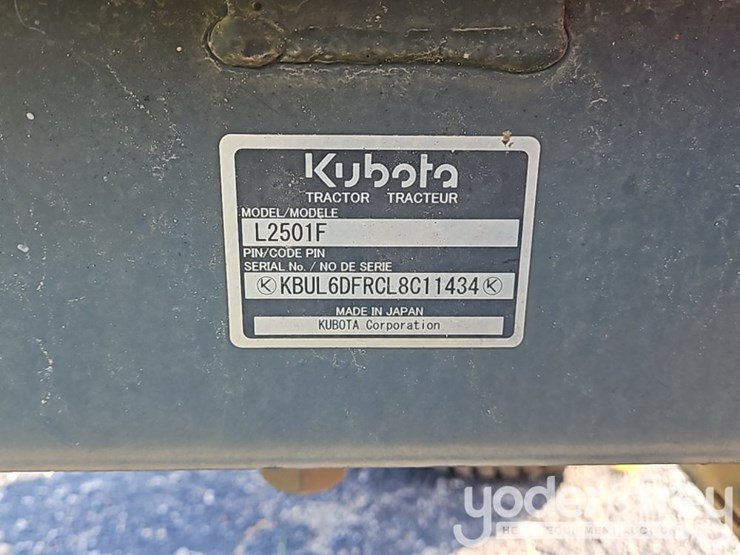 Kubota
TRACTOR TRACTEUR
MODEL/MODELE
L2501F
PIN/CODE PIN
SERIAL No. / NO DE SERIE
KBUL6DFRCL8C11434
MADE IN JAPAN
KUBOTA Corporation